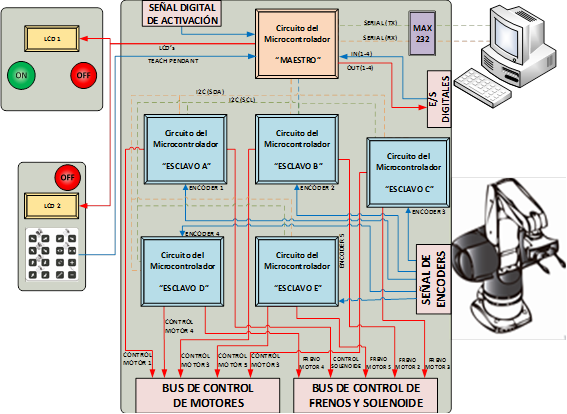 SEÑAL DIGITAL
DE ACTIVACIÓN
LCD 1
ON
OFF
LCD's
TEACH PENDANT
Circuito del
Microcontrolador
"MAESTRO"
SERIAL (TX)
SERIAL(RX)
MAX
232
IN(1-4)
OUT(1-4)
E/S
DIGITALES
I2C (SDA)
I2C(SCL)
Circuito del
Microcontrolador
"ESCLAVO A"
Circuito del
Microcontrolador
"ESCLAVO B"
Circuito del
Microcontrolador
"ESCLAVO C"
ENCODER 1
ENCODER 2
ENCODER 3
OFF
LCD 2
ENCODER 4
ENCODER 5
Circuito del
Microcontrolador
"ESCLAVO D"
Circuito del
Microcontrolador
"ESCLAVO E"
SEÑAL DE
ENCODERS
CONTROL
MOTOR 4
CONTROL
MOTOR 1
CONTROL
MOTOR 3
CONTROL
MOTOR 5
CONTROL
MOTOR 3
FRENO
MOTOR 4
CONTROL
SOLENOIDE
FRENO
MOTOR 5
FRENO
MOTOR 2
FRENO
MOTOR 3
BUS DE CONTROL
DE MOTORES
BUS DE CONTROL DE
FRENOS Y SOLENOIDE